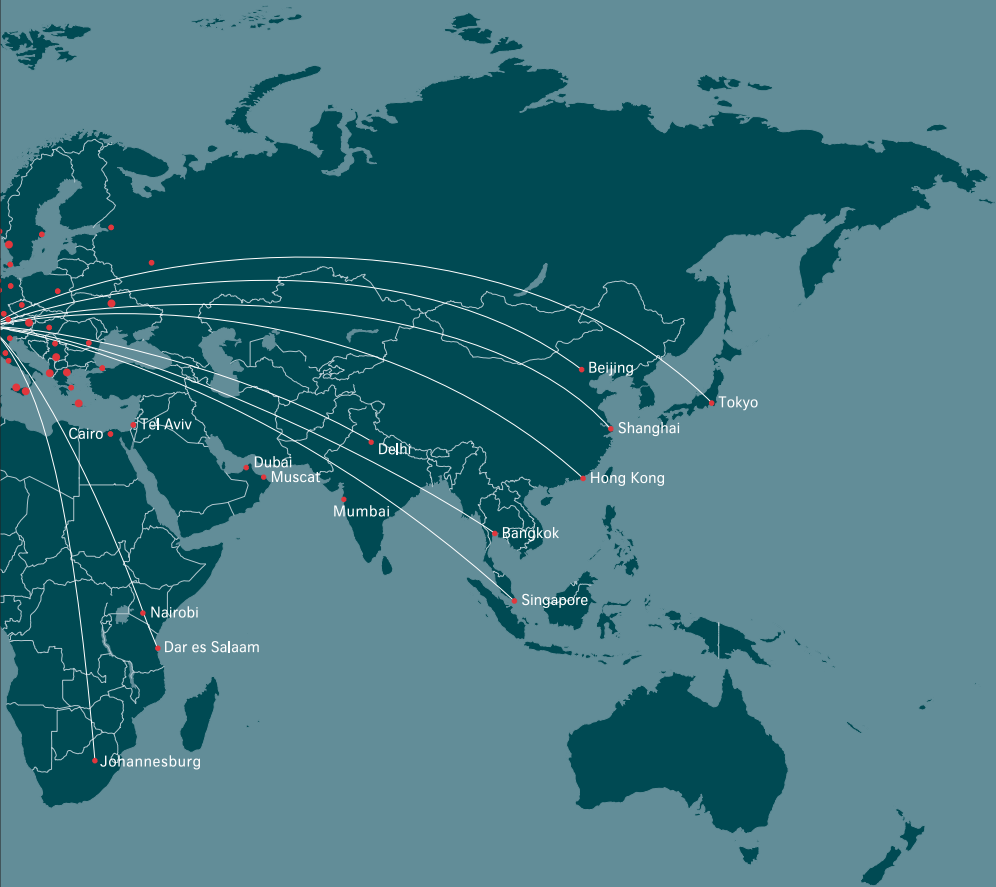 Beijing
Tokyo
Tel Aviv
Shanghai
Cairo
Delhi
Dubai
Muscat
Hong Kong
Mumbai
Bangkok
Singapore
Nairobi
Dar es Salaam
Johannesburg